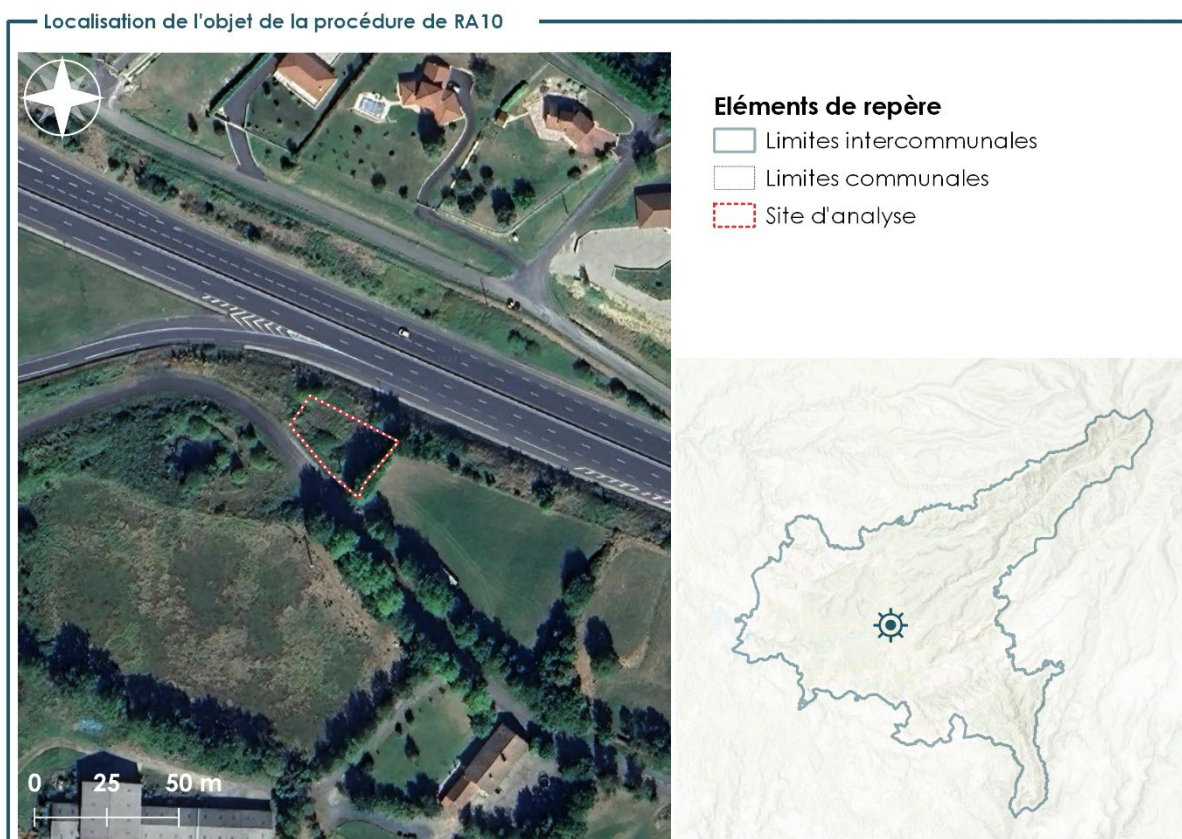 Localisation de l'objet de la procédure de RA10
Eléments de repère
Limites intercommunales
Limites communales
Site d'analyse
0 25 50 m